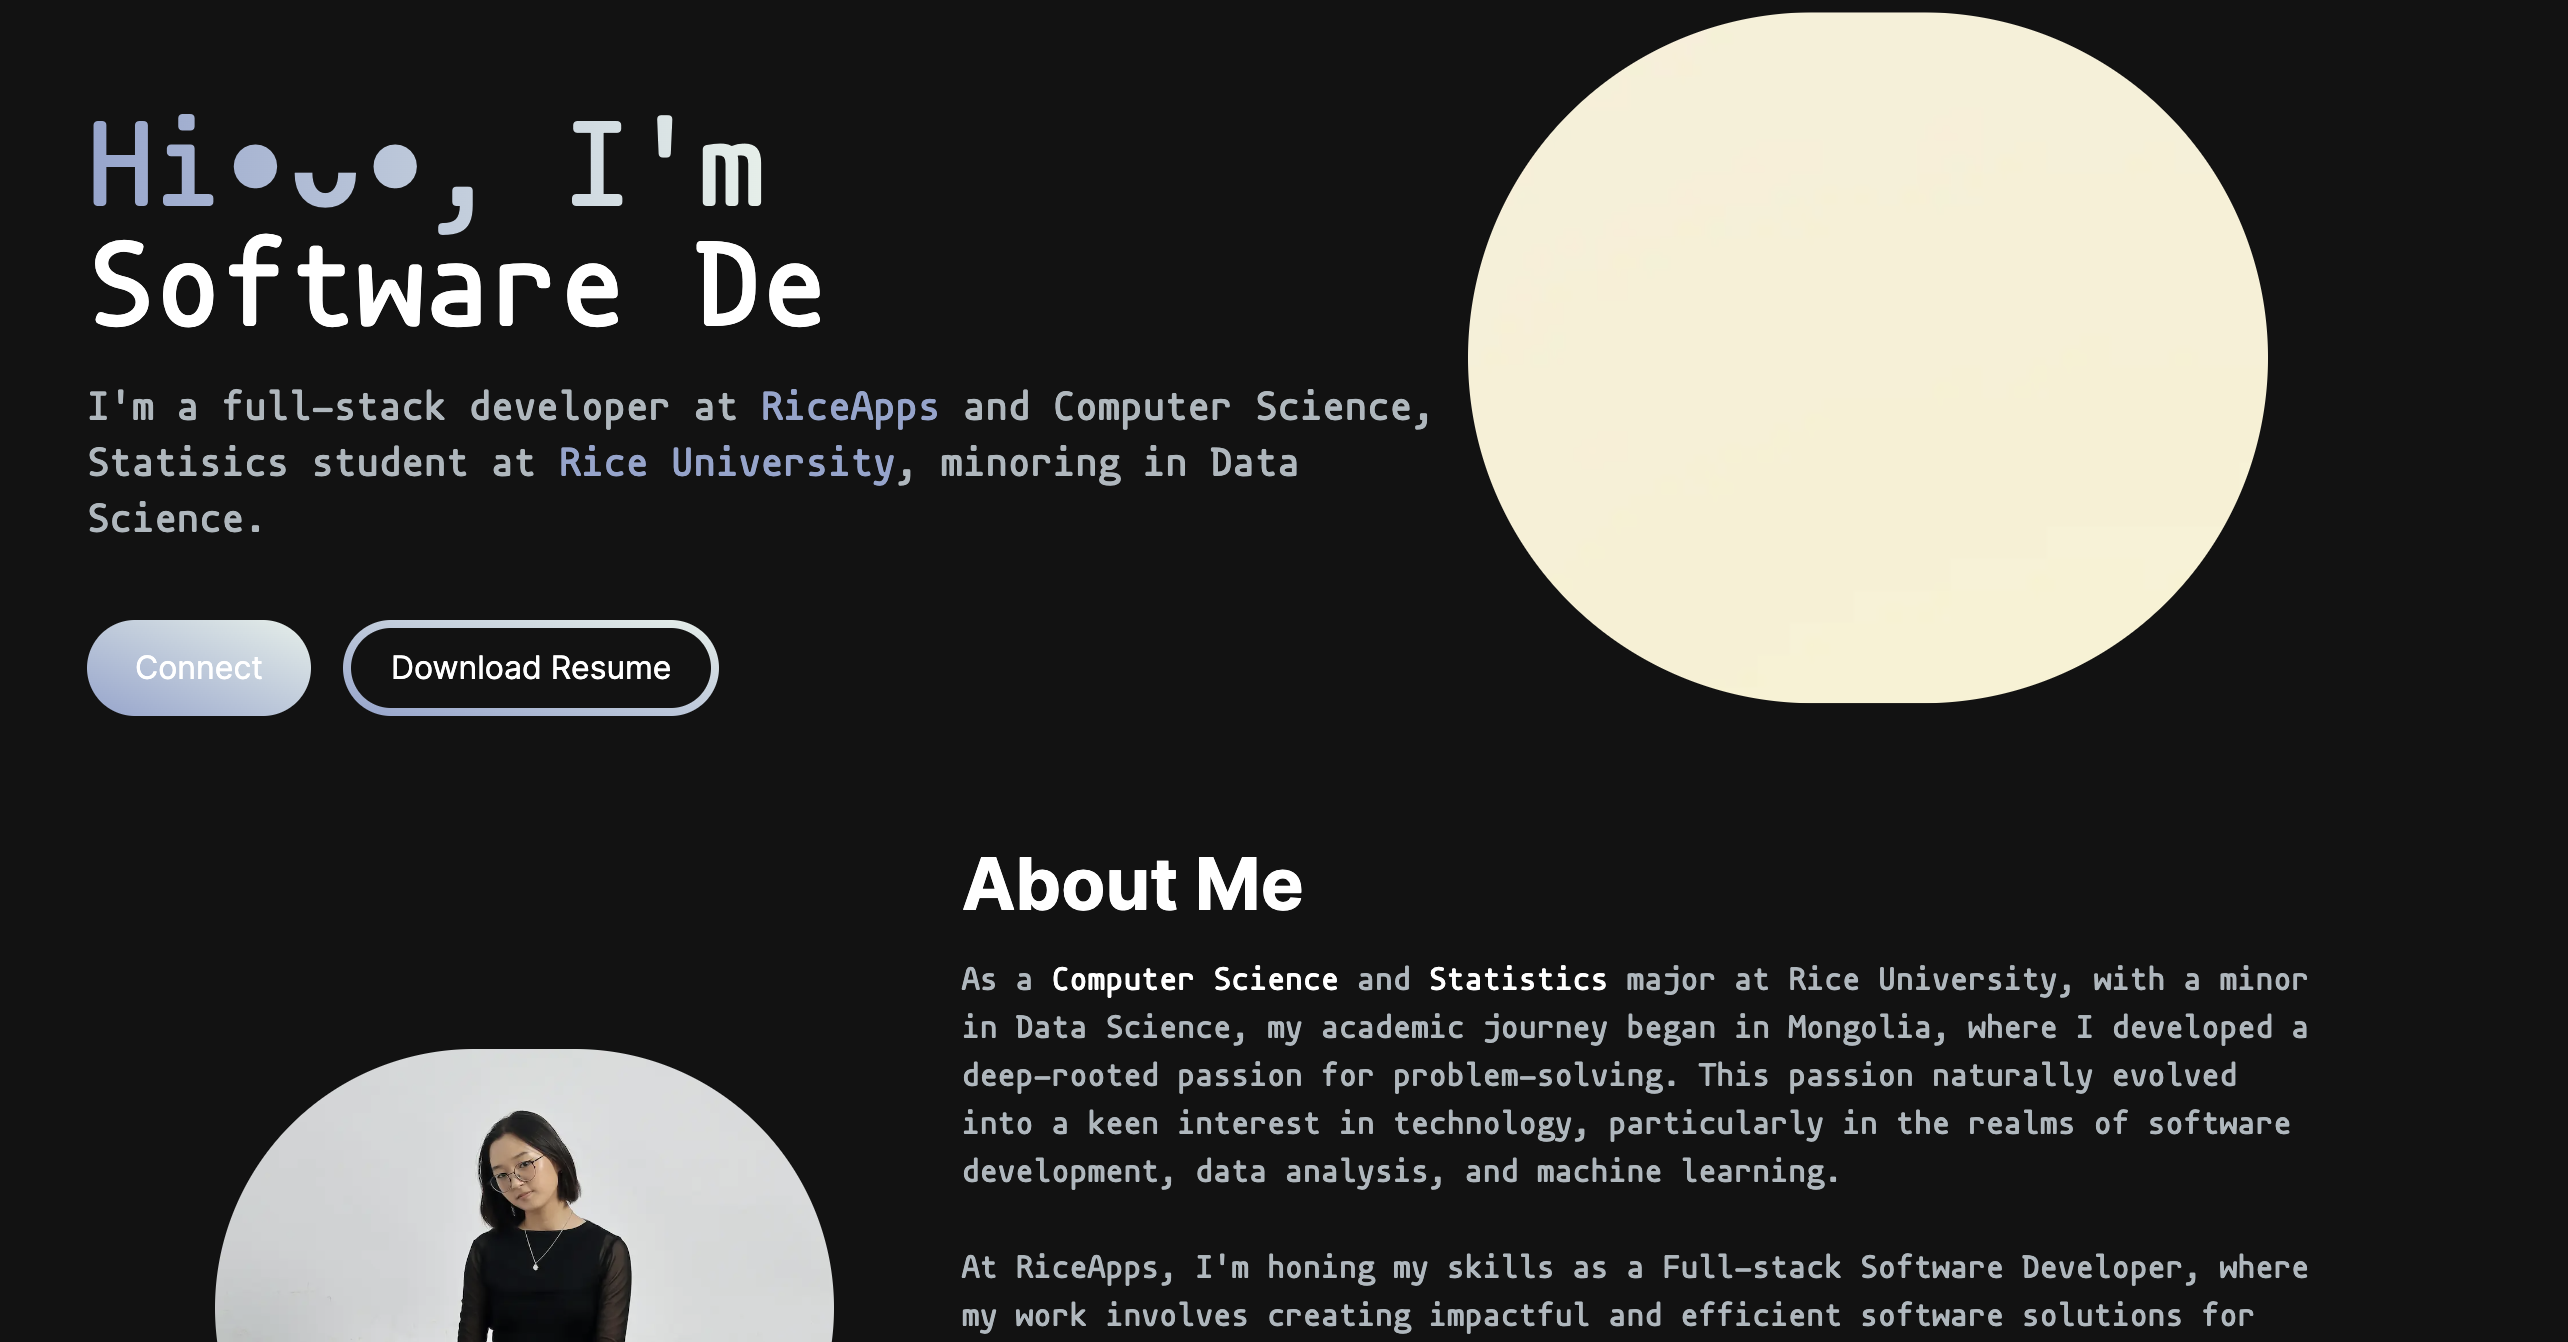 Hi•ᴗ•, I'm
Software De
I'm a full-stack developer at RiceApps and Computer Science,
Statisics student at Rice University, minoring in Data
Science.
Connect
Download Resume
About Me
As a Computer Science and Statistics major at Rice University, with a minor
in Data Science, my academic journey began in Mongolia, where I developed a
deep-rooted passion for problem-solving. This passion naturally evolved
into a keen interest in technology, particularly in the realms of software
development, data analysis, and machine learning.
At RiceApps, I'm honing my skills as a Full-stack Software Developer, where
my work involves creating impactful and efficient software solutions for